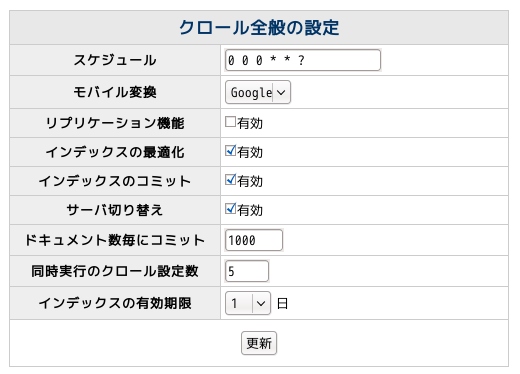 クロール全般の設定
スケジュール 0 0 0 * * ?
モバイル変換 Google
リプリケーション機能 有効
インデックスの最適化 有効
インデックスのコミット 有効
サーバ切り替え 有効
ドキュメント数毎にコミット 1000
同時実行のクロール設定数 5
インデックスの有効期限 1 日
更新